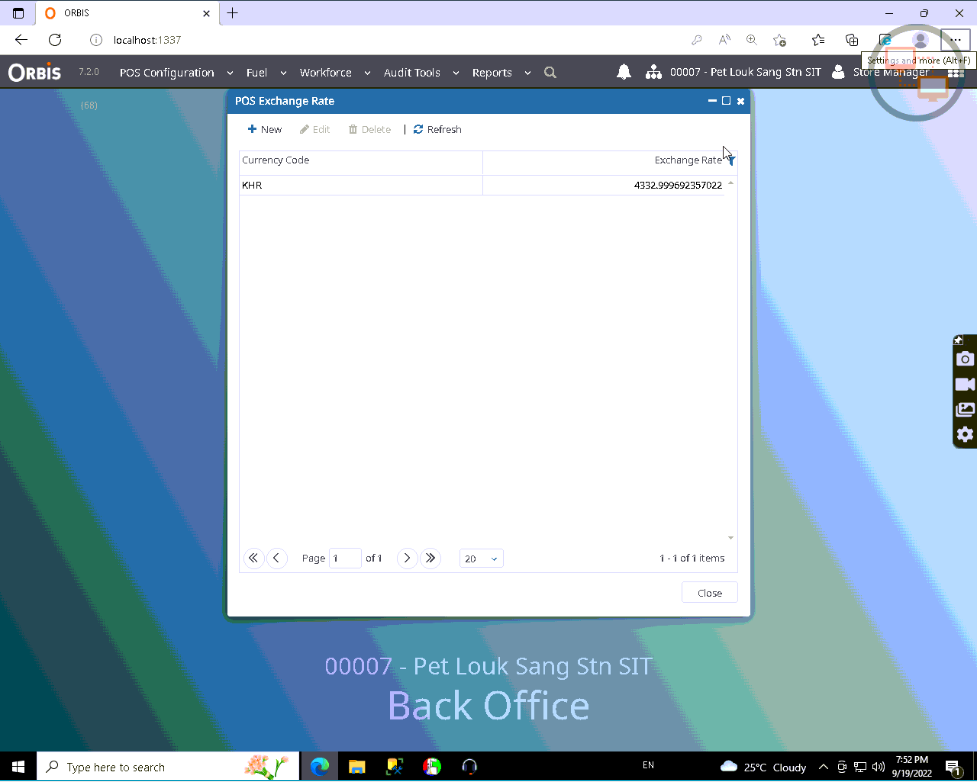 ORBIS
localhost:1337
Settings and more (Alt+F)
ORBIS 7.2.0 POS Configuration Fuel Workforce Audit Tools Reports 00007 - Pet Louk Sang Stn SIT Store Manager
(68)
POS Exchange Rate
New Edit Delete | Refresh
Currency Code Exchange Rate
KHR 4332.999692357022
Page 1 of 1 20 1 - 1 of 1 items
Close
00007 - Pet Louk Sang Stn SIT
Back Office
Type here to search EN 25°C Cloudy 7:52 PM
9/19/2022
1